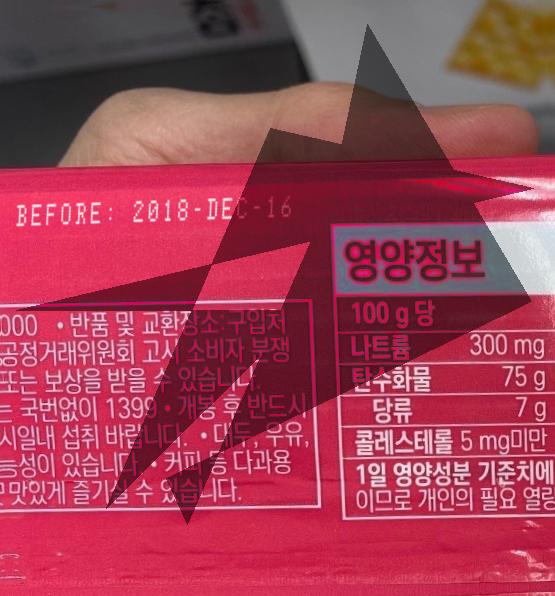 BEFORE: 2018-DEC-16
000 • 반품 및 교환장소: 구입처
공정거래위원회 고시 소비자 분쟁
또는 보상을 받을 수 있습니다.
는 국번없이 1399 • 개봉 후 반드시
시일내 섭취 바랍니다. • 대두, 우유,
능성이 있습니다. • 커피 등 다과용
맛있게 즐기실 수 있습니다.
영양정보
100 g 당
나트륨 300 mg
탄수화물 75 g
당류 7 g
콜레스테롤 5 mg미만
1일 영양성분 기준치에
이므로 개인의 필요 열량